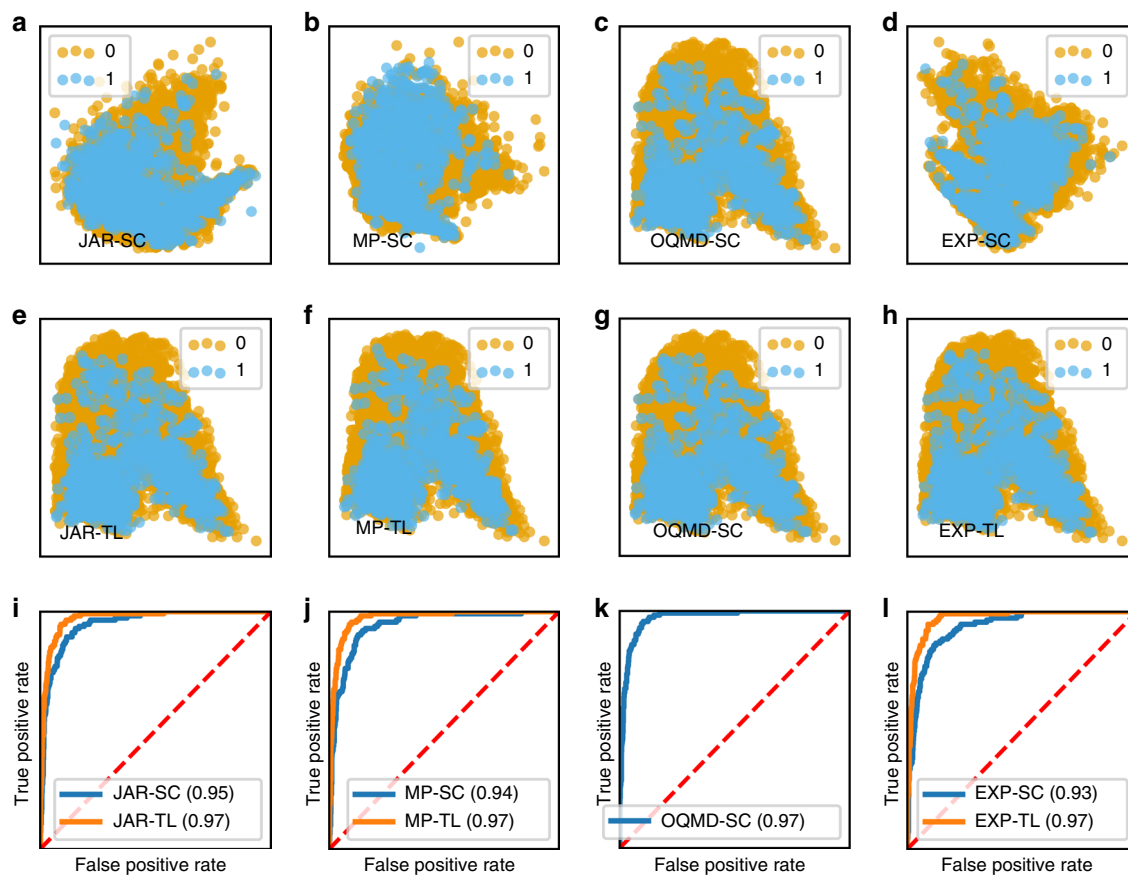 a
0
1
JAR-SC
b
0
1
MP-SC
c
0
1
OQMD-SC
d
0
1
EXP-SC
e
0
1
JAR-TL
f
0
1
MP-TL
g
0
1
OQMD-SC
h
0
1
EXP-TL
i
True positive rate
JAR-SC (0.95)
JAR-TL (0.97)
False positive rate
j
True positive rate
MP-SC (0.94)
MP-TL (0.97)
False positive rate
k
True positive rate
OQMD-SC (0.97)
False positive rate
l
True positive rate
EXP-SC (0.93)
EXP-TL (0.97)
False positive rate